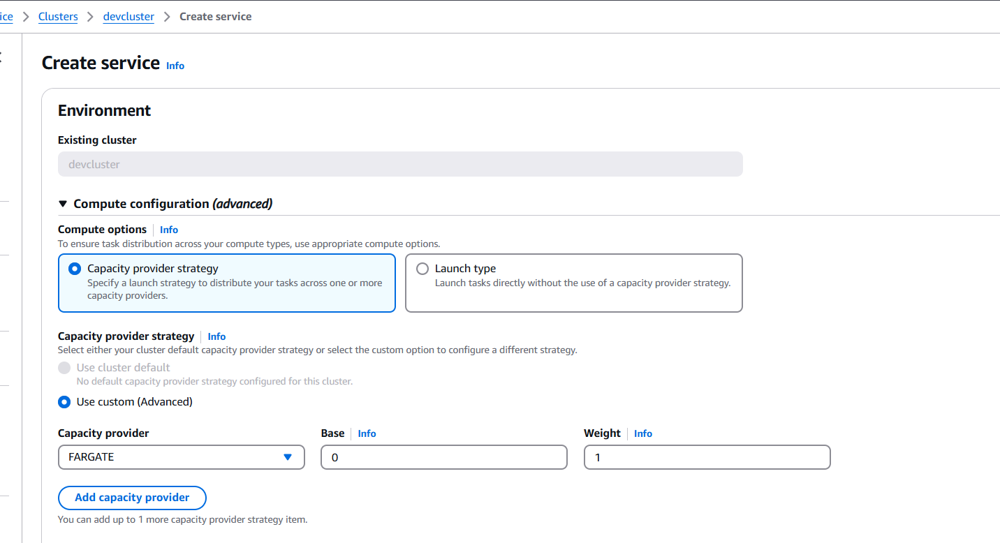 Clusters devcluster Create service
Create service Info
Environment
Existing cluster
devcluster
Compute configuration (advanced)
Compute options Info
To ensure task distribution across your compute types, use appropriate compute options.
Capacity provider strategy
Specify a launch strategy to distribute your tasks across one or more
capacity providers.
Launch type
Launch tasks directly without the use of a capacity provider strategy.
Capacity provider strategy Info
Select either your cluster default capacity provider strategy or select the custom option to configure a different strategy.
Use cluster default
No default capacity provider strategy configured for this cluster.
Use custom (Advanced)
Capacity provider
FARGATE
Base Info
0
Weight Info
1
Add capacity provider
You can add up to 1 more capacity provider strategy item.